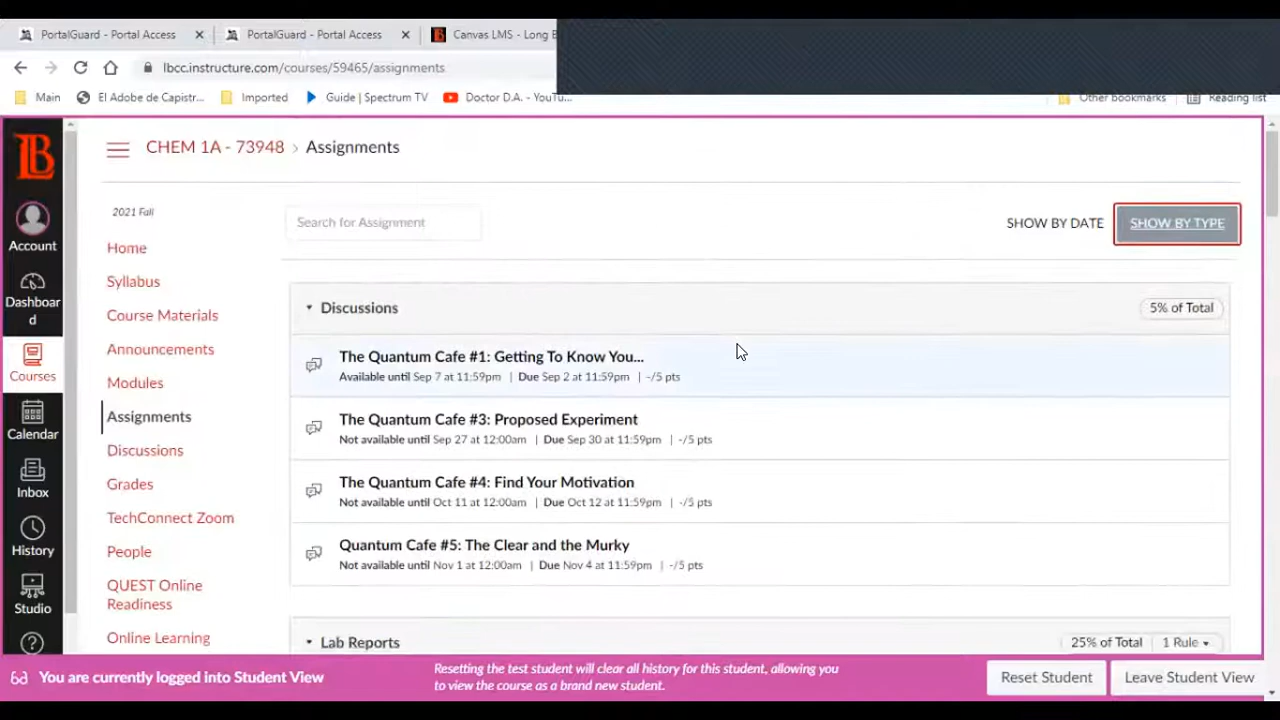 PortalGuard - Portal Access
PortalGuard - Portal Access
Canvas LMS - Long B
lbcc.instructure.com/courses/59465/assignments
Main
El Adobe de Capistr...
Imported
Guide | Spectrum TV
Doctor D.A. - YouTu...
Other bookmarks
Reading list
LB
Account
Dashboar
d
Courses
Calendar
Inbox
History
Studio
CHEM 1A - 73948 › Assignments
2021 Fall
Home
Syllabus
Course Materials
Announcements
Modules
Assignments
Discussions
Grades
TechConnect Zoom
People
QUEST Online
Readiness
Online Learning
Search for Assignment
SHOW BY DATE
SHOW BY TYPE
Discussions
5% of Total
The Quantum Cafe #1: Getting To Know You...
Available until Sep 7 at 11:59pm | Due Sep 2 at 11:59pm | -/5 pts
The Quantum Cafe #3: Proposed Experiment
Not available until Sep 27 at 12:00am | Due Sep 30 at 11:59pm | -/5 pts
The Quantum Cafe #4: Find Your Motivation
Not available until Oct 11 at 12:00am | Due Oct 12 at 11:59pm | -/5 pts
Quantum Cafe #5: The Clear and the Murky
Not available until Nov 1 at 12:00am | Due Nov 4 at 11:59pm | -/5 pts
Lab Reports
25% of Total
1 Rule
You are currently logged into Student View
Resetting the test student will clear all history for this student, allowing you
to view the course as a brand new student.
Reset Student
Leave Student View